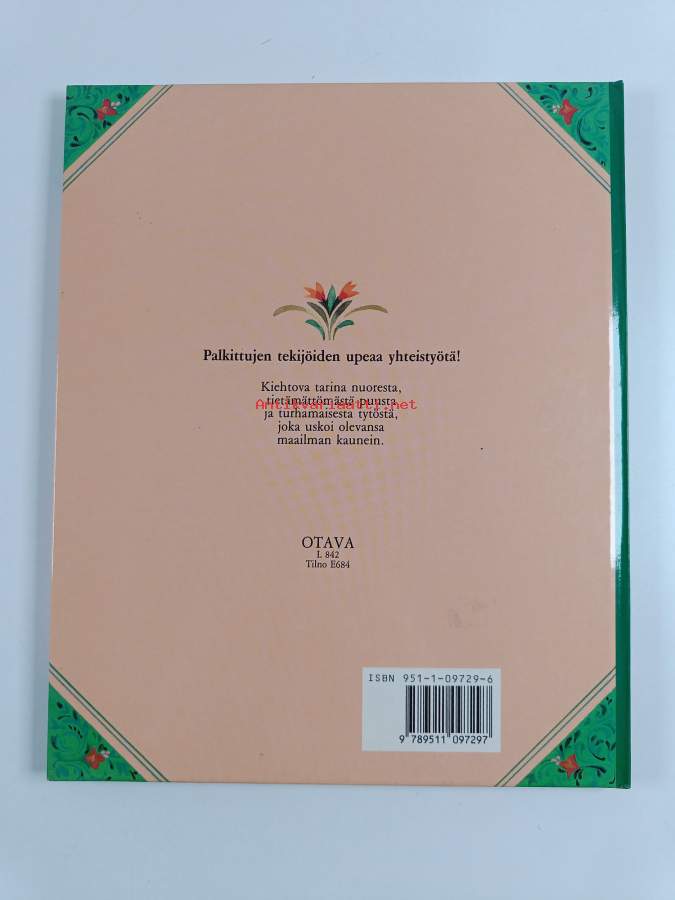 Palkittujen tekijöiden upeaa yhteistyötä!
Kiehtova tarina nuoresta,
tietämättömästä puusta
Antikvariaatti.net
ja turhamaisesta tytöstä,
joka uskoi olevansa
maailman kaunein.
OTAVA
L 842
Tilno E684
ISBN 951-1-09729-6
9 789511 097297